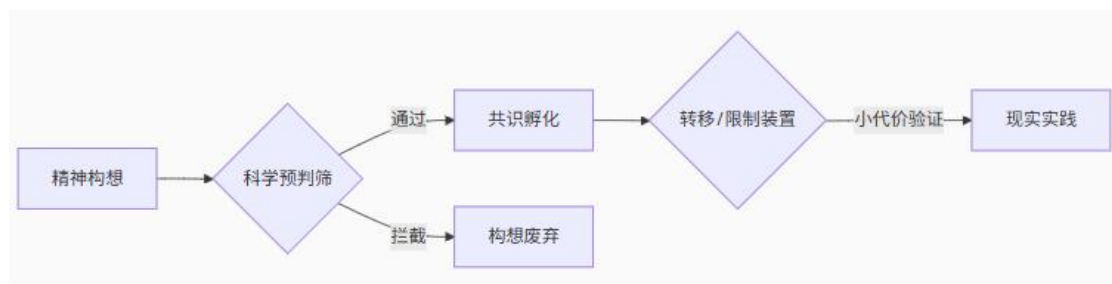 精神构想
科学预判筛
通过
共识孵化
转移/限制装置
小代价验证
现实实践
拦截
构想废弃